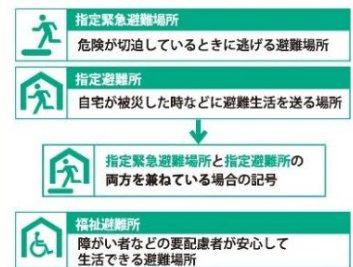 指定緊急避難場所
危険が切迫しているときに逃げる避難場所
指定避難所
自宅が被災した時などに避難生活を送る場所
指定緊急避難場所と指定避難所の
両方を兼ねている場合の記号
福祉避難所
障がい者などの要配慮者が安心して
生活できる避難場所